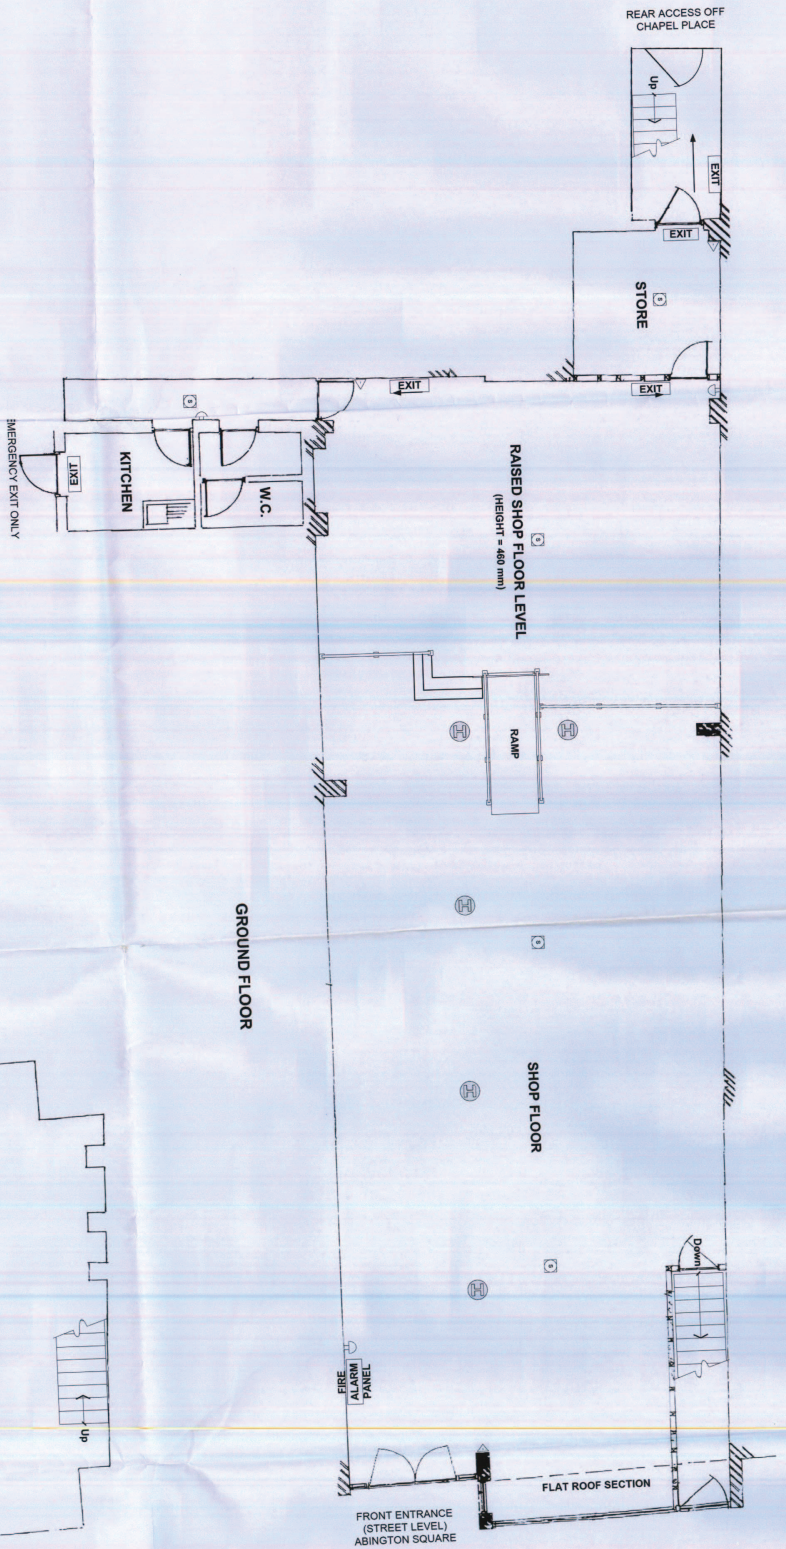 REAR ACCESS OFF
CHAPEL PLACE
Up
EXIT
EXIT
STORE
S
EXIT
EXIT
S
KITCHEN
EXIT
EMERGENCY EXIT ONLY
W.C.
RAISED SHOP FLOOR LEVEL
(HEIGHT = 460 mm)
S
RAMP
GROUND FLOOR
S
SHOP FLOOR
Down
S
FIRE
ALARM
PANEL
Up
FLAT ROOF SECTION
FRONT ENTRANCE
(STREET LEVEL)
ABINGTON SQUARE